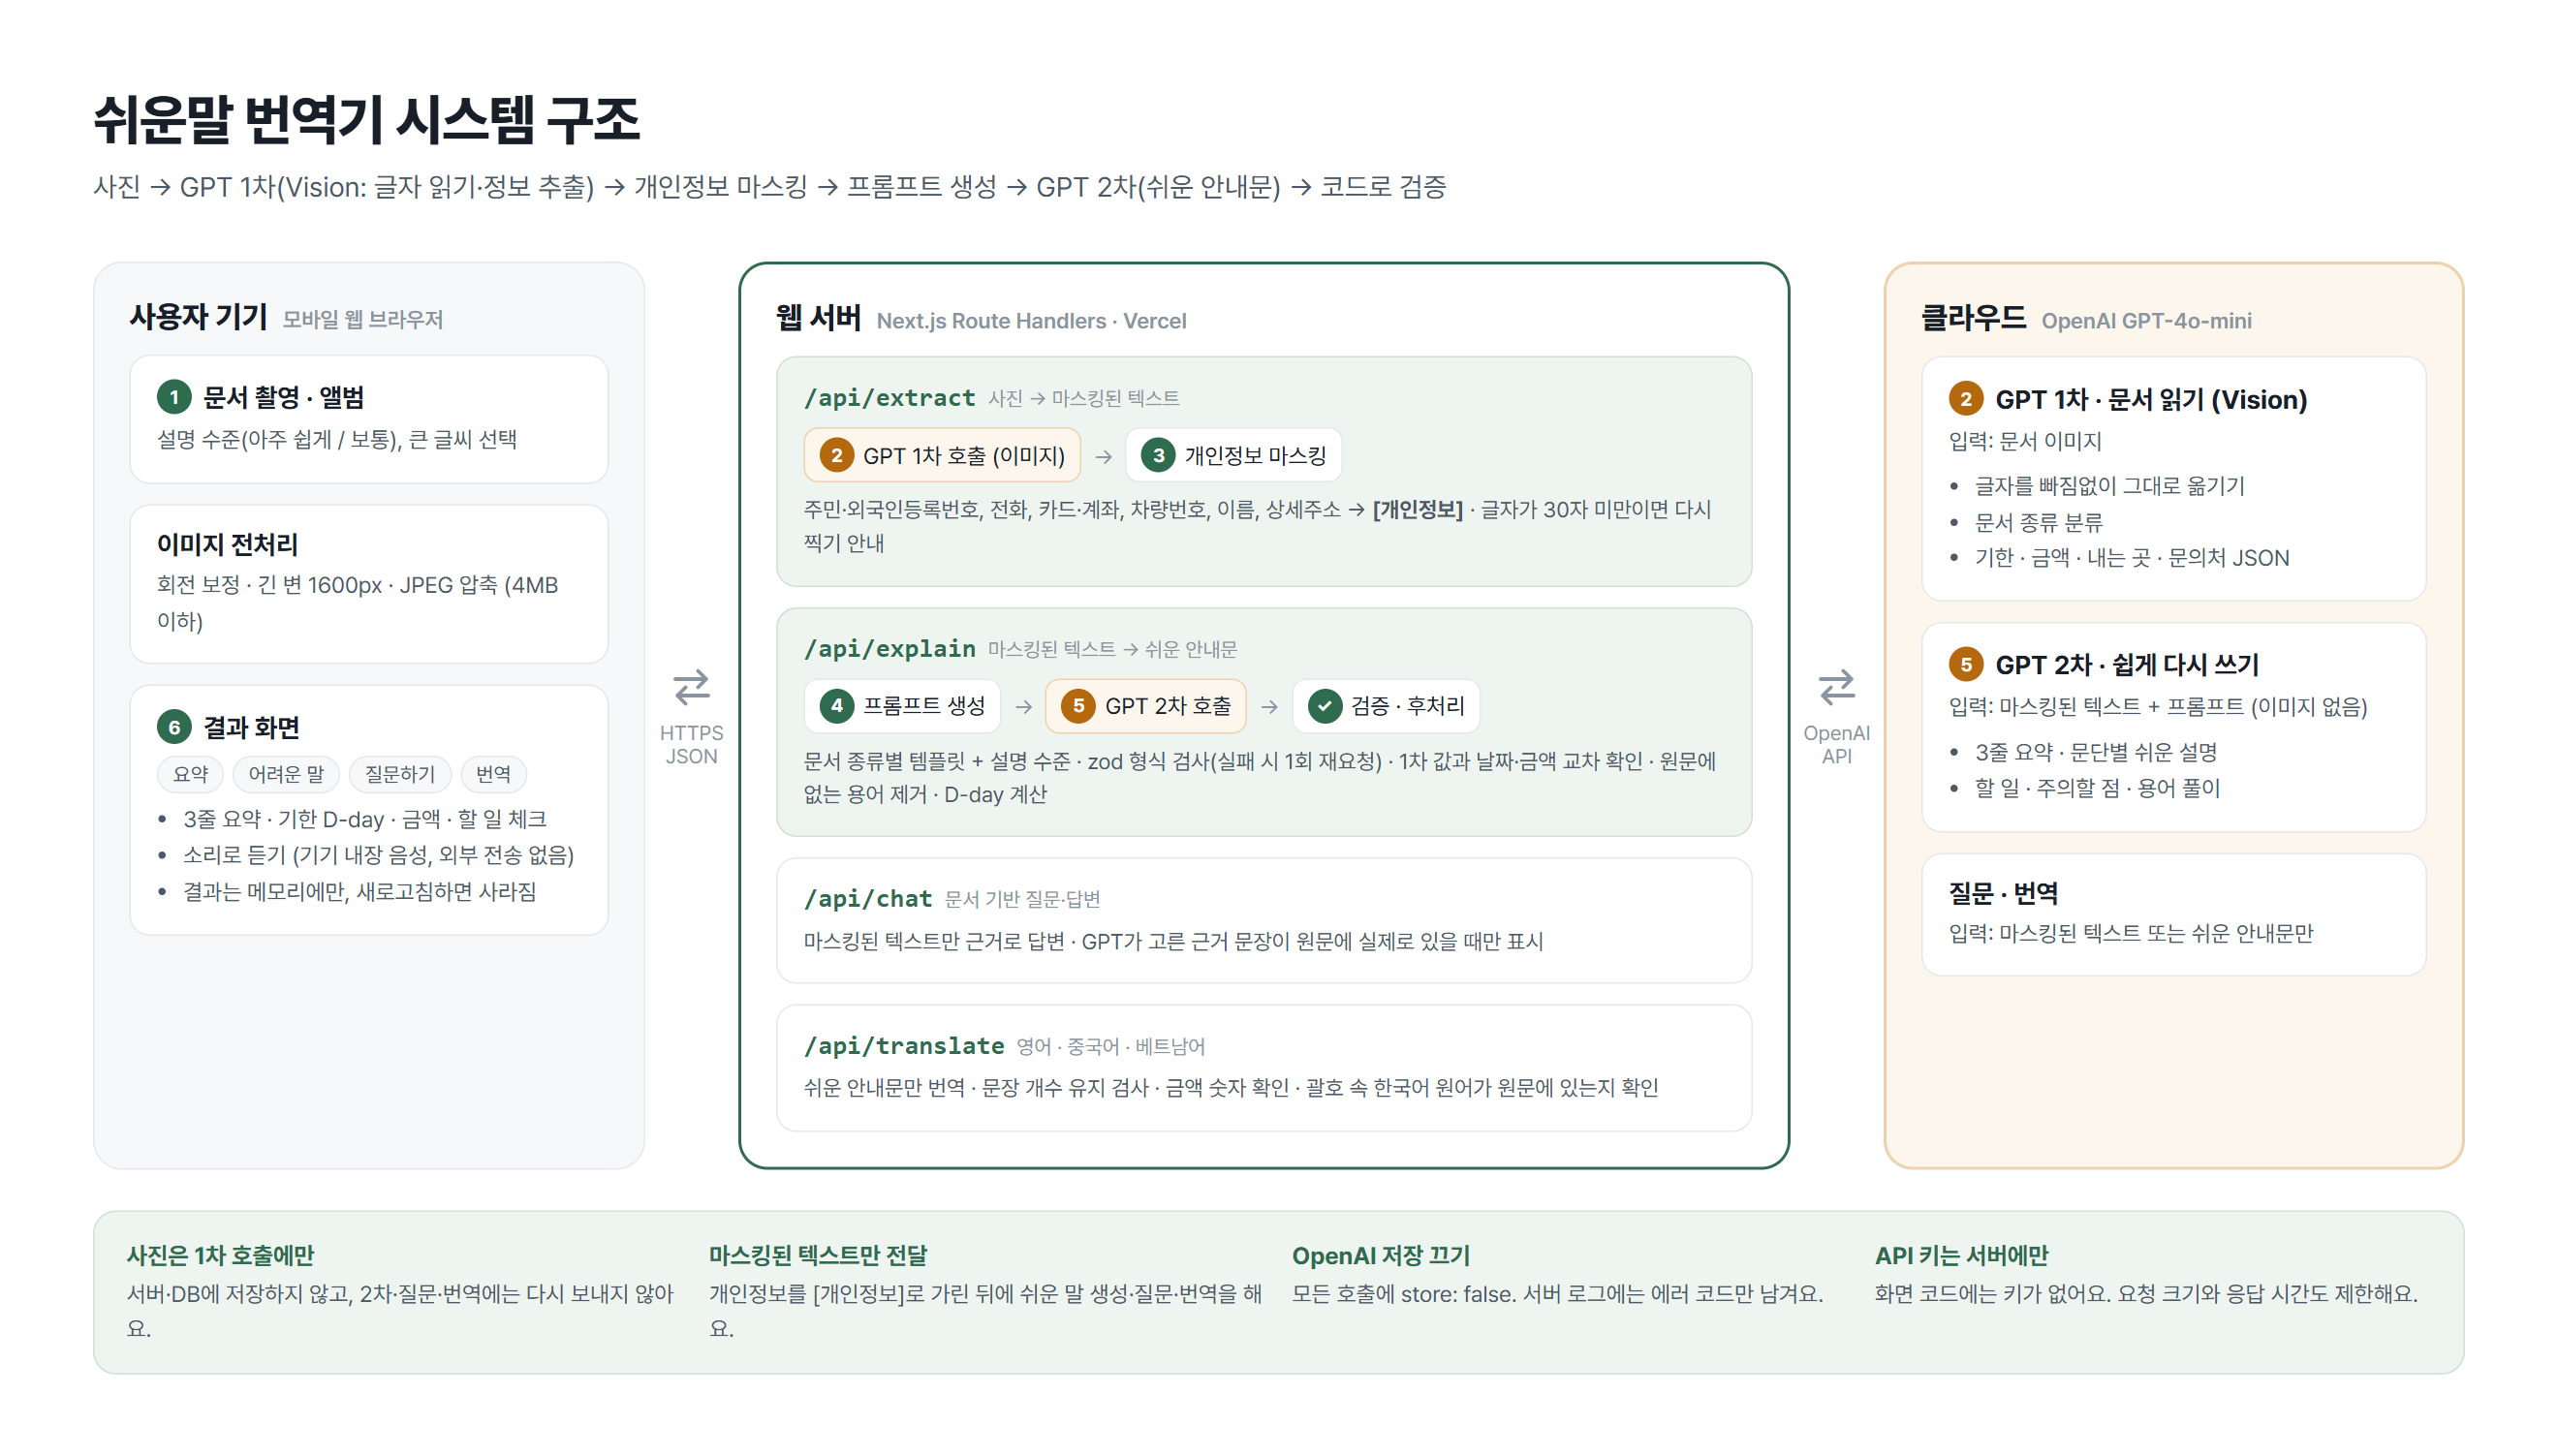 쉬운말 번역기 시스템 구조
사진 → GPT 1차(Vision: 글자 읽기·정보 추출) → 개인정보 마스킹 → 프롬프트 생성 → GPT 2차(쉬운 안내문) → 코드로 검증
사용자 기기 모바일 웹 브라우저
1 문서 촬영 · 앨범
설명 수준(아주 쉽게 / 보통), 큰 글씨 선택
이미지 전처리
회전 보정 · 긴 변 1600px · JPEG 압축 (4MB
이하)
6 결과 화면
요약 어려운 말 질문하기 번역
• 3줄 요약 · 기한 D-day · 금액 · 할 일 체크
• 소리로 듣기 (기기 내장 음성, 외부 전송 없음)
• 결과는 메모리에만, 새로고침하면 사라짐
⇄
HTTPS
JSON
웹 서버 Next.js Route Handlers · Vercel
/api/extract 사진 → 마스킹된 텍스트
2 GPT 1차 호출 (이미지) → 3 개인정보 마스킹
주민·외국인등록번호, 전화, 카드·계좌, 차량번호, 이름, 상세주소 → [개인정보] · 글자가 30자 미만이면 다시
찍기 안내
/api/explain 마스킹된 텍스트 → 쉬운 안내문
4 프롬프트 생성 → 5 GPT 2차 호출 → ✓ 검증 · 후처리
문서 종류별 템플릿 + 설명 수준 · zod 형식 검사(실패 시 1회 재요청) · 1차 값과 날짜·금액 교차 확인 · 원문에
없는 용어 제거 · D-day 계산
/api/chat 문서 기반 질문·답변
마스킹된 텍스트만 근거로 답변 · GPT가 고른 근거 문장이 원문에 실제로 있을 때만 표시
/api/translate 영어 · 중국어 · 베트남어
쉬운 안내문만 번역 · 문장 개수 유지 검사 · 금액 숫자 확인 · 괄호 속 한국어 원어가 원문에 있는지 확인
⇄
OpenAI
API
클라우드 OpenAI GPT-4o-mini
2 GPT 1차 · 문서 읽기 (Vision)
입력: 문서 이미지
• 글자를 빠짐없이 그대로 옮기기
• 문서 종류 분류
• 기한 · 금액 · 내는 곳 · 문의처 JSON
5 GPT 2차 · 쉽게 다시 쓰기
입력: 마스킹된 텍스트 + 프롬프트 (이미지 없음)
• 3줄 요약 · 문단별 쉬운 설명
• 할 일 · 주의할 점 · 용어 풀이
질문 · 번역
입력: 마스킹된 텍스트 또는 쉬운 안내문만
사진은 1차 호출에만
서버·DB에 저장하지 않고, 2차·질문·번역에는 다시 보내지 않아
요.
마스킹된 텍스트만 전달
개인정보를 [개인정보]로 가린 뒤에 쉬운 말 생성·질문·번역을 해
요.
OpenAI 저장 끄기
모든 호출에 store: false. 서버 로그에는 에러 코드만 남겨요.
API 키는 서버에만
화면 코드에는 키가 없어요. 요청 크기와 응답 시간도 제한해요.